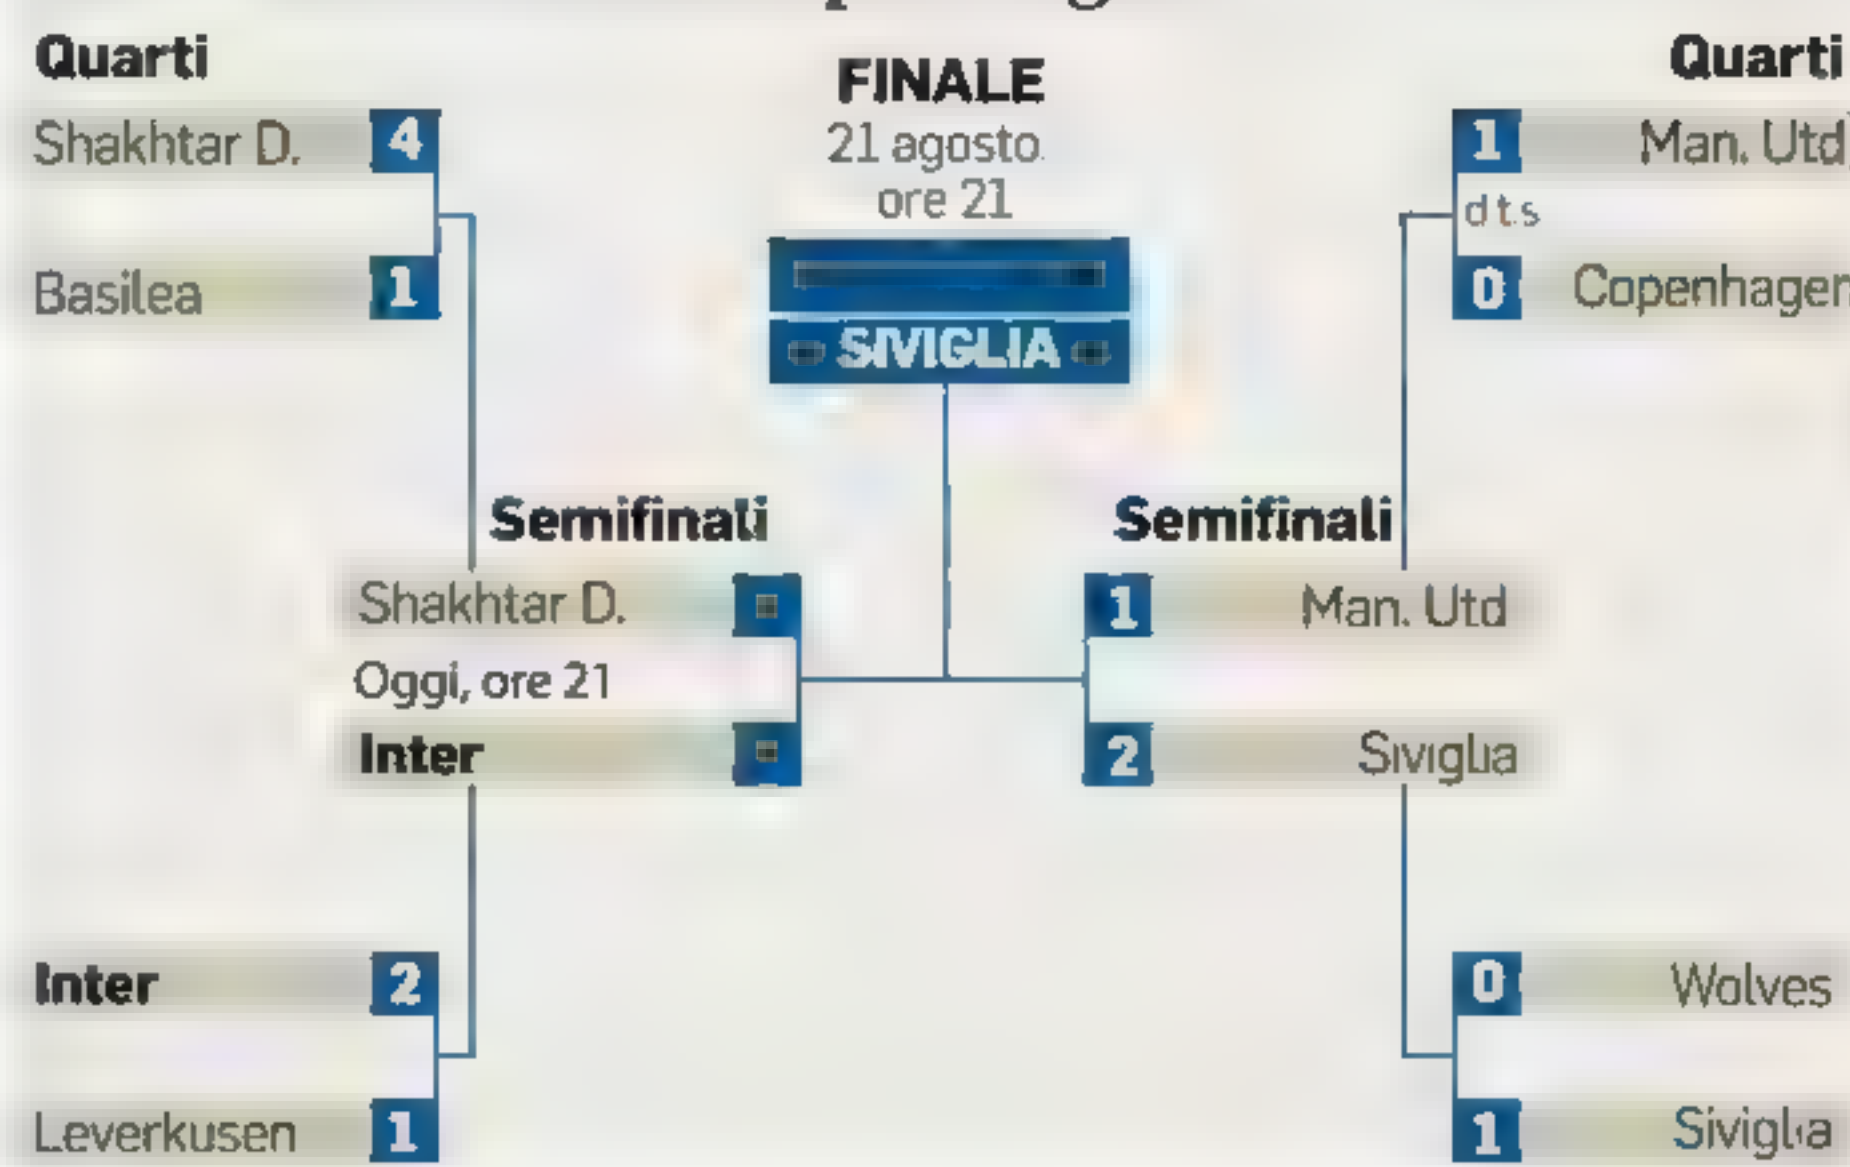 Quarti
FINALE
Quarti
Shakhtar D. 4
21 agosto
ore 21
1 Man. Utd
d.t.s
Basilea 1
0 Copenhagen
SIVIGLIA
Semifinali
Semifinali
Shakhtar D.
1 Man. Utd
Oggi, ore 21
Inter
2 Siviglia
Inter 2
0 Wolves
Leverkusen 1
1 Siviglia